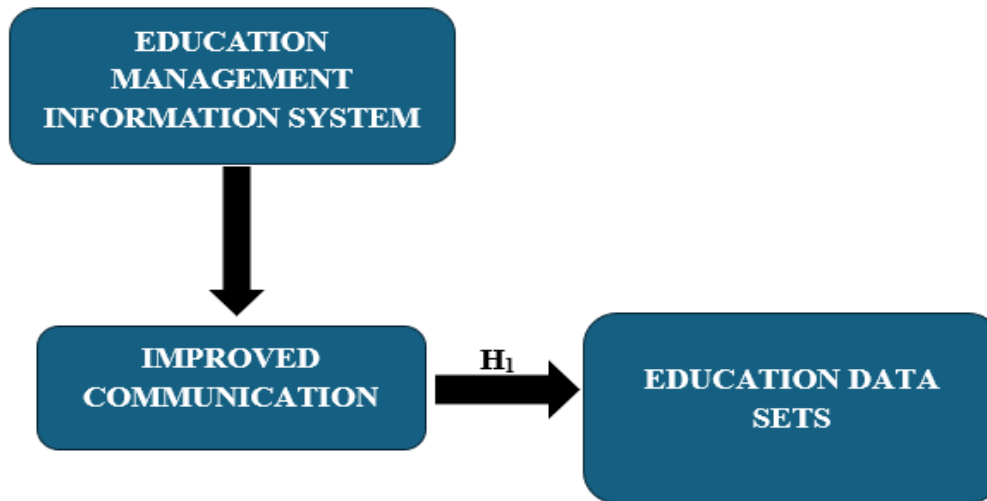 EDUCATION
MANAGEMENT
INFORMATION SYSTEM
IMPROVED
COMMUNICATION
H₁
EDUCATION DATA
SETS